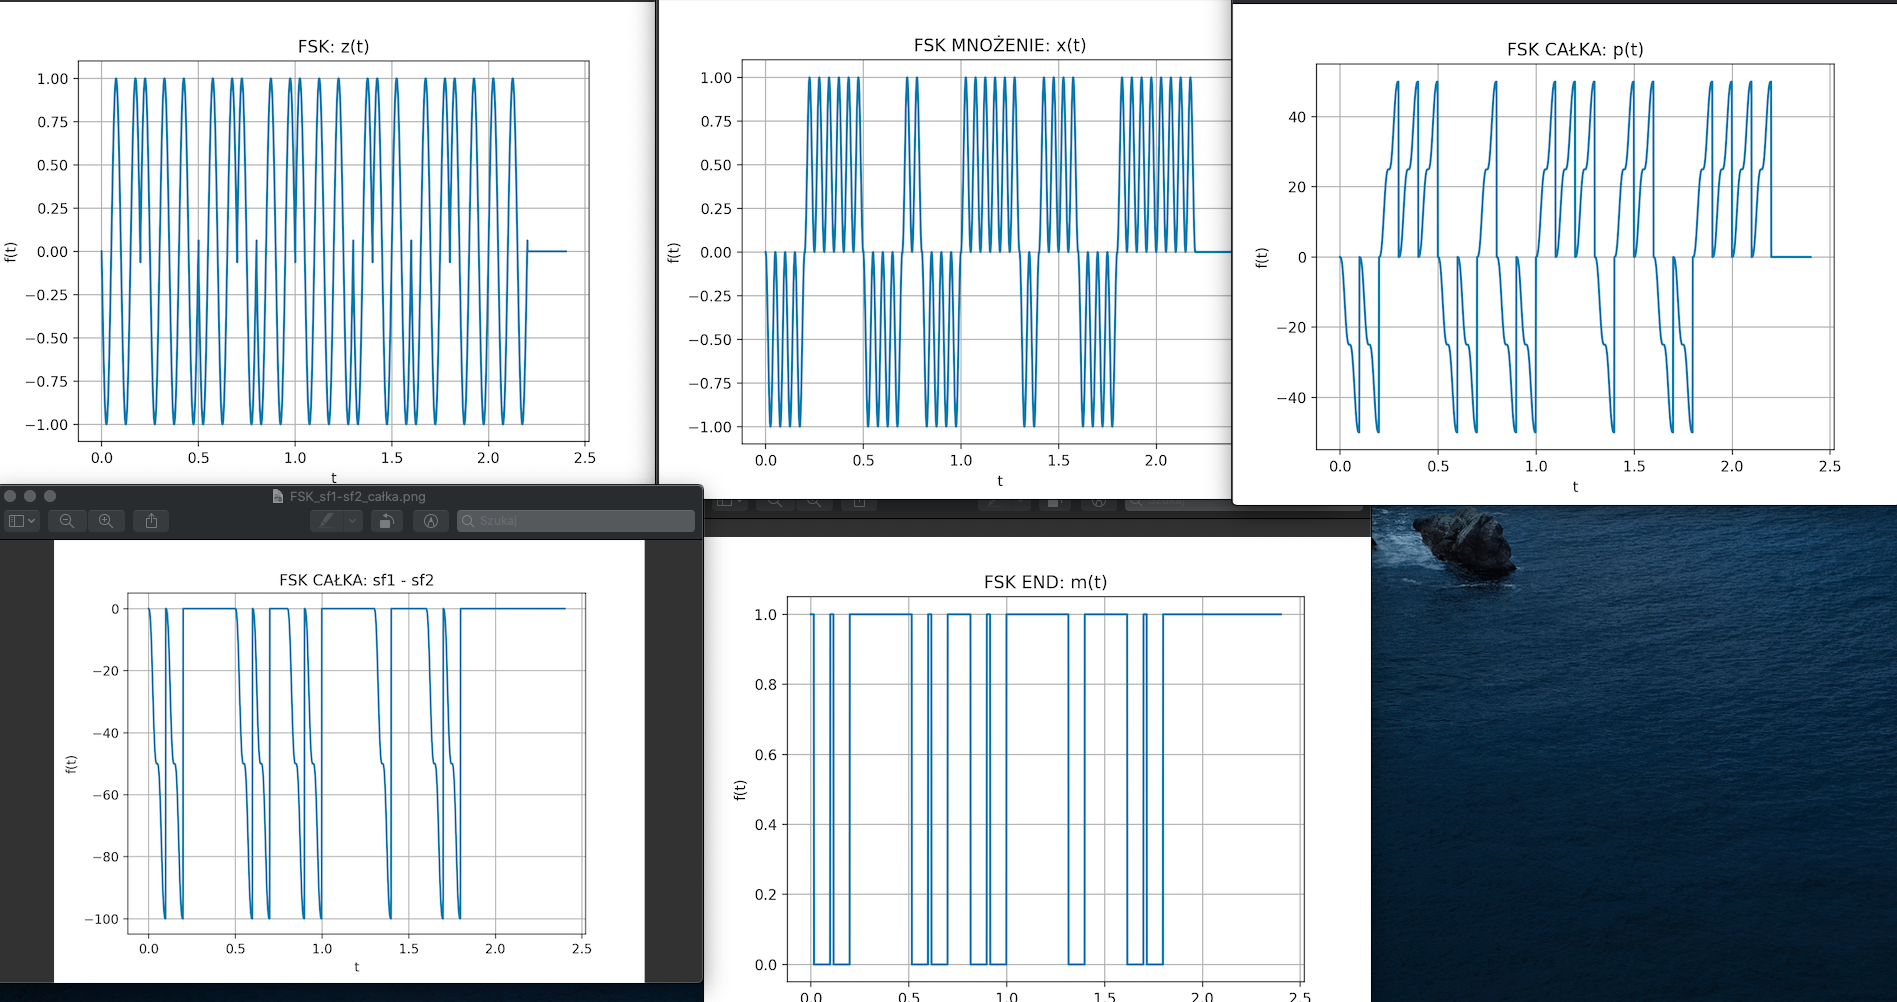 FSK: z(t)
1.00
0.75
0.50
0.25
0.00
−0.25
−0.50
−0.75
−1.00
f(t)
0.0 0.5 1.0 1.5 2.0 2.5
t
FSK MNOŻENIE: x(t)
1.00
0.75
0.50
0.25
0.00
−0.25
−0.50
−0.75
−1.00
f(t)
0.0 0.5 1.0 1.5 2.0
t
FSK CAŁKA: p(t)
40
20
0
−20
−40
f(t)
0.0 0.5 1.0 1.5 2.0 2.5
t
FSK_sf1-sf2_całka.png
Szukaj
FSK CAŁKA: sf1 - sf2
0
−20
−40
−60
−80
−100
f(t)
0.0 0.5 1.0 1.5 2.0 2.5
t
FSK END: m(t)
1.0
0.8
0.6
0.4
0.2
0.0
f(t)
0.0 0.5 1.0 1.5 2.0 2.5